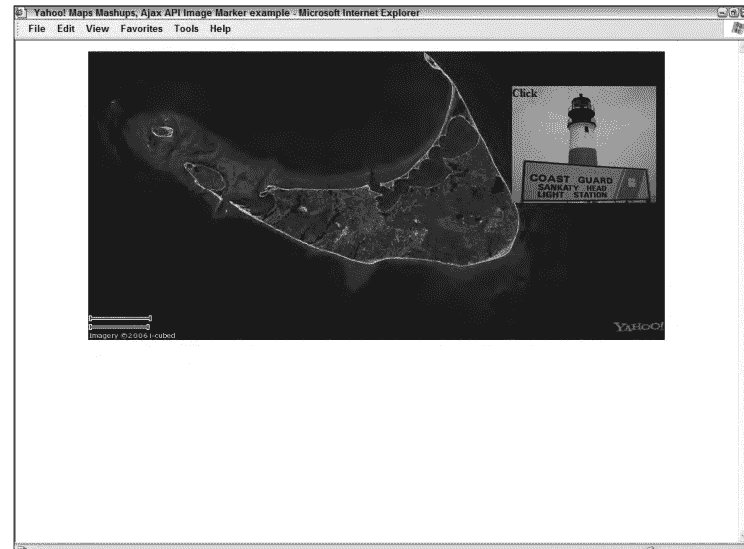 Yahoo! Maps Mashups, Ajax API Image Marker example - Microsoft Internet Explorer
File Edit View Favorites Tools Help
Click
COAST GUARD
SANKATY HEAD
LIGHT STATION
YAHOO!
Imagery ©2006 i-cubed